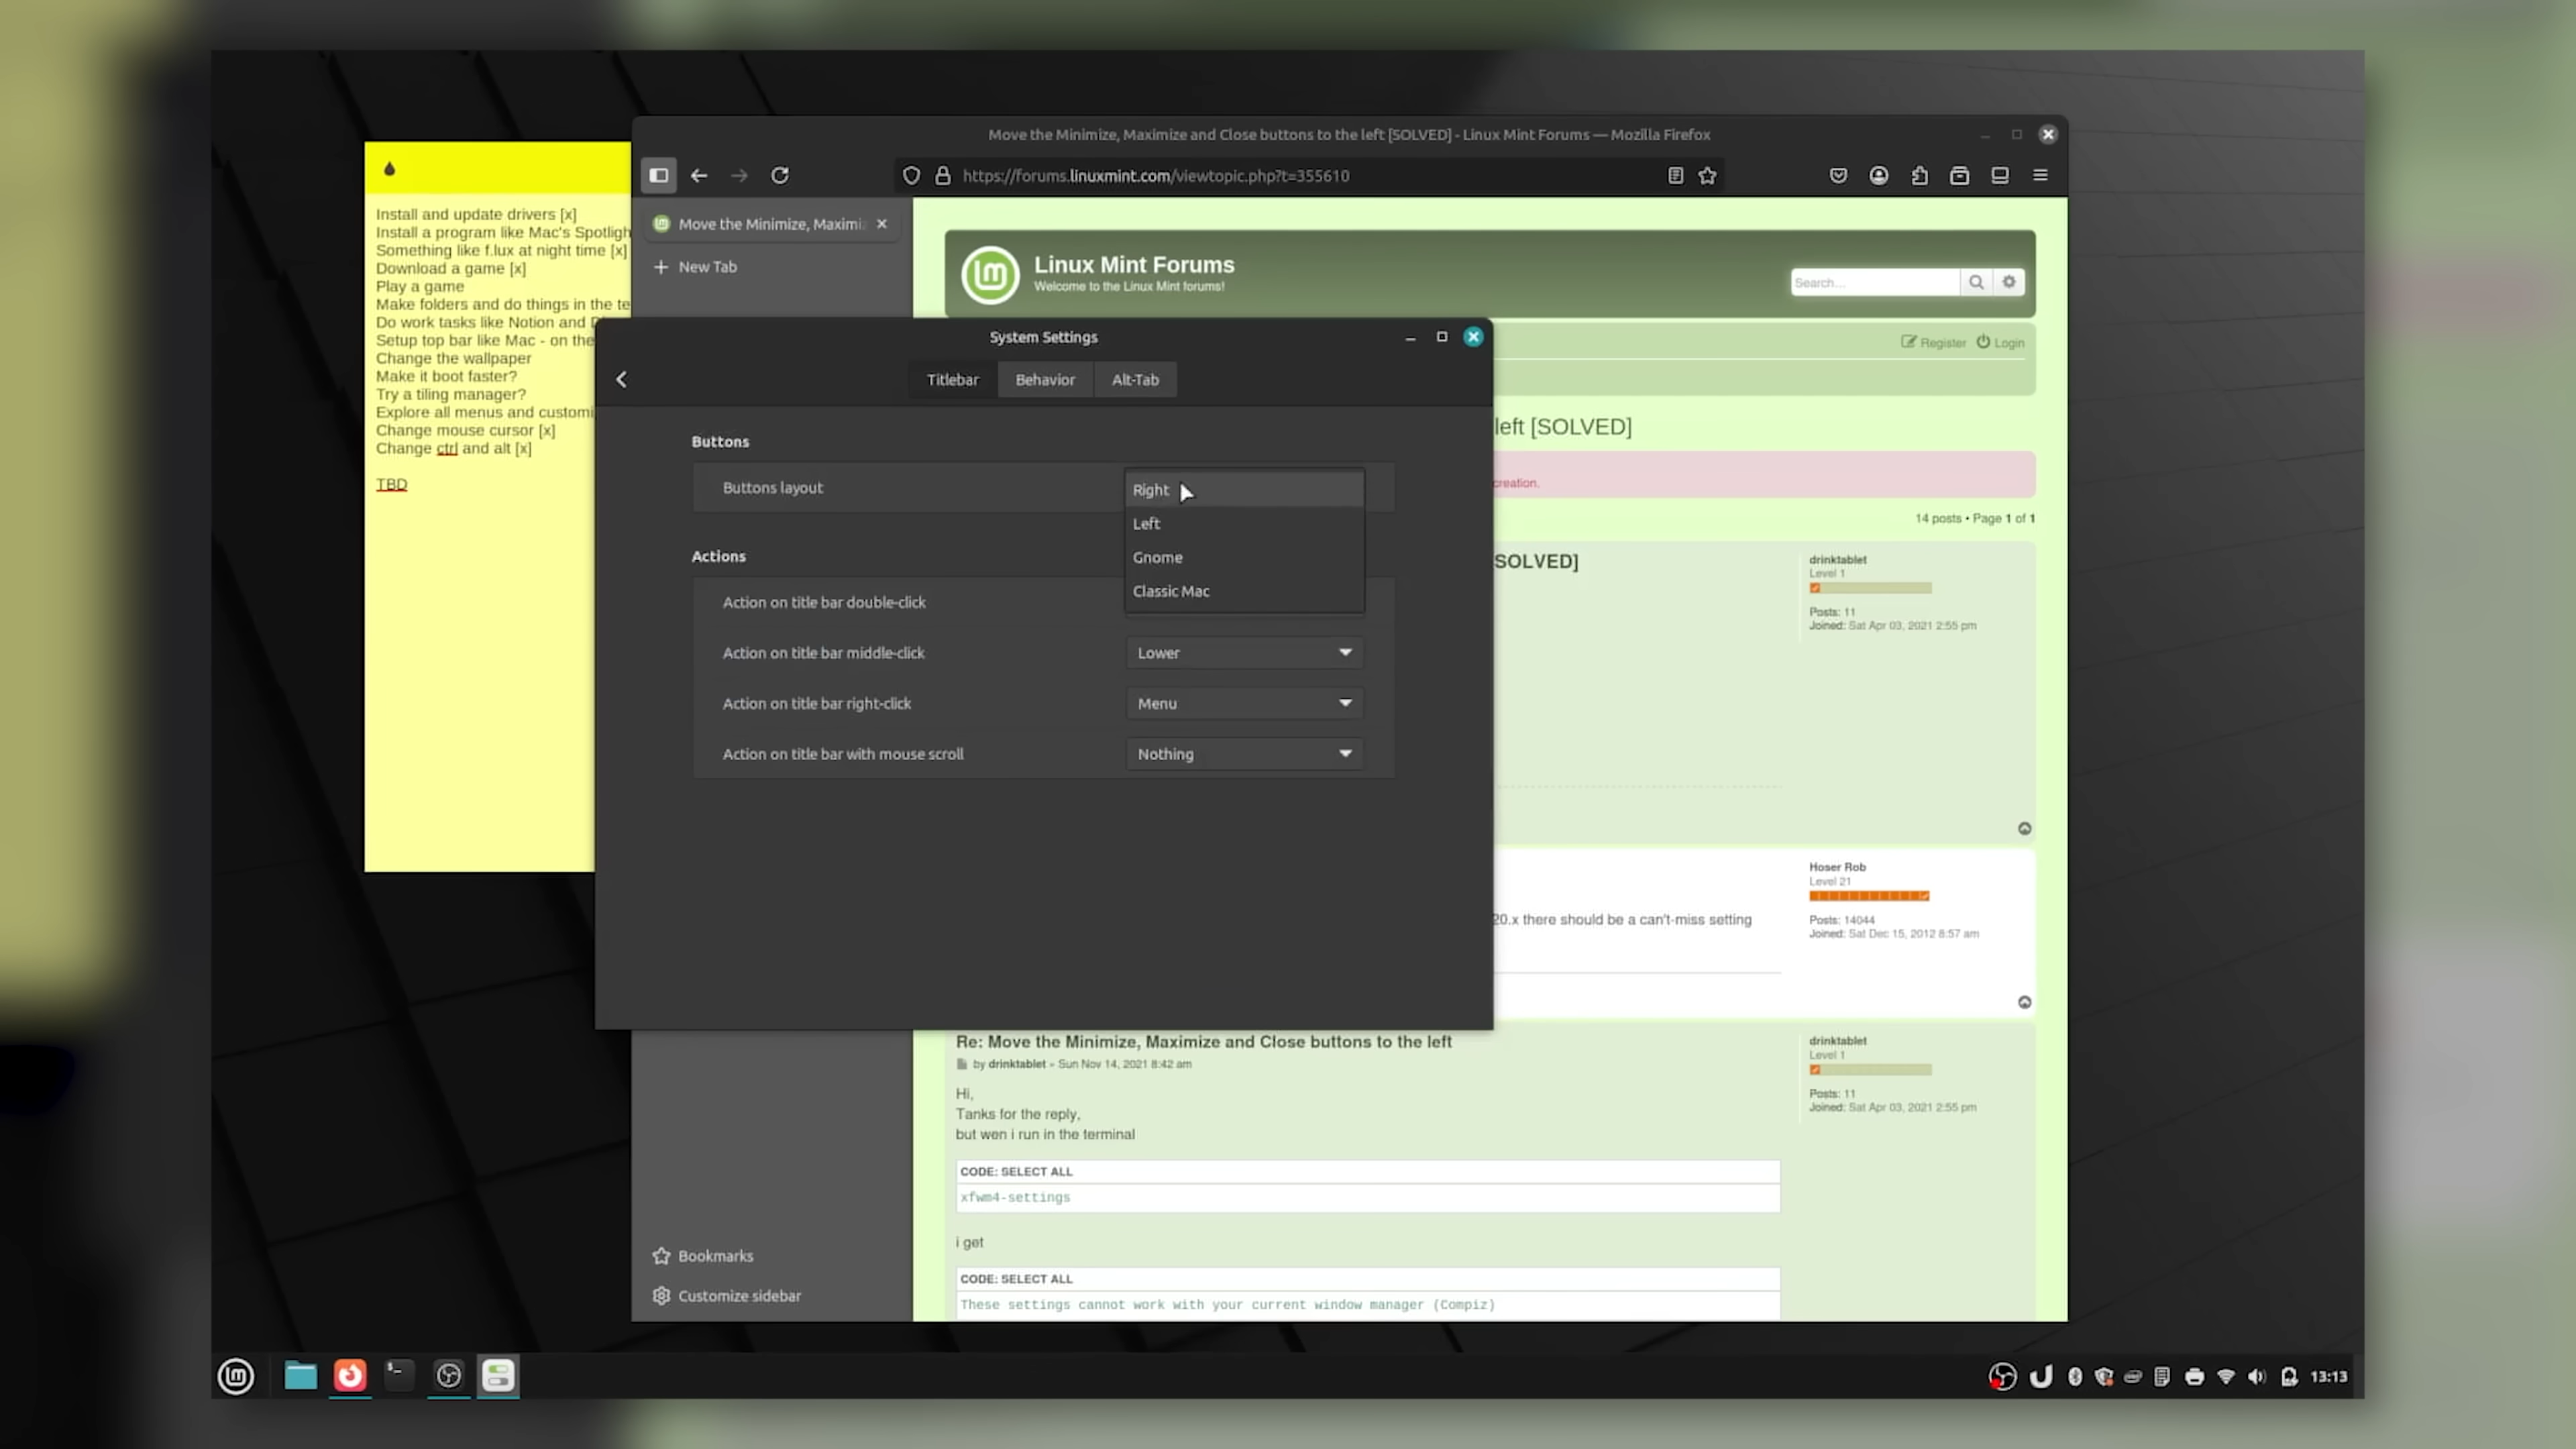 Move the Minimize, Maximize and Close buttons to the left [SOLVED] - Linux Mint Forums — Mozilla Firefox
https://forums.linuxmint.com/viewtopic.php?t=355610
Move the Minimize, Maximi
New Tab
Install and update drivers [x]
Install a program like Mac's Spotligh
Something like f.lux at night time [x]
Download a game [x]
Play a game
Make folders and do things in the te
Do work tasks like Notion and D
Setup top bar like Mac - on the
Change the wallpaper
Make it boot faster?
Try a tiling manager?
Explore all menus and customi
Change mouse cursor [x]
Change ctrl and alt [x]
TBD
Linux Mint Forums
Welcome to the Linux Mint forums!
Search…
Register
Login
left [SOLVED]
creation.
14 posts • Page 1 of 1
SOLVED]
drinktablet
Level 1
Posts: 11
Joined: Sat Apr 03, 2021 2:55 pm
System Settings
Titlebar
Behavior
Alt-Tab
Buttons
Buttons layout
Right
Left
Gnome
Classic Mac
Actions
Action on title bar double-click
Action on title bar middle-click
Lower
Action on title bar right-click
Menu
Action on title bar with mouse scroll
Nothing
20.x there should be a can't-miss setting
Hoser Rob
Level 21
Posts: 14044
Joined: Sat Dec 15, 2012 8:57 am
Re: Move the Minimize, Maximize and Close buttons to the left
by drinktablet » Sun Nov 14, 2021 8:42 am
Hi,
Tanks for the reply,
but wen i run in the terminal
CODE: SELECT ALL
xfwm4-settings
i get
CODE: SELECT ALL
These settings cannot work with your current window manager (Compiz)
drinktablet
Level 1
Posts: 11
Joined: Sat Apr 03, 2021 2:55 pm
Bookmarks
Customize sidebar
13:13